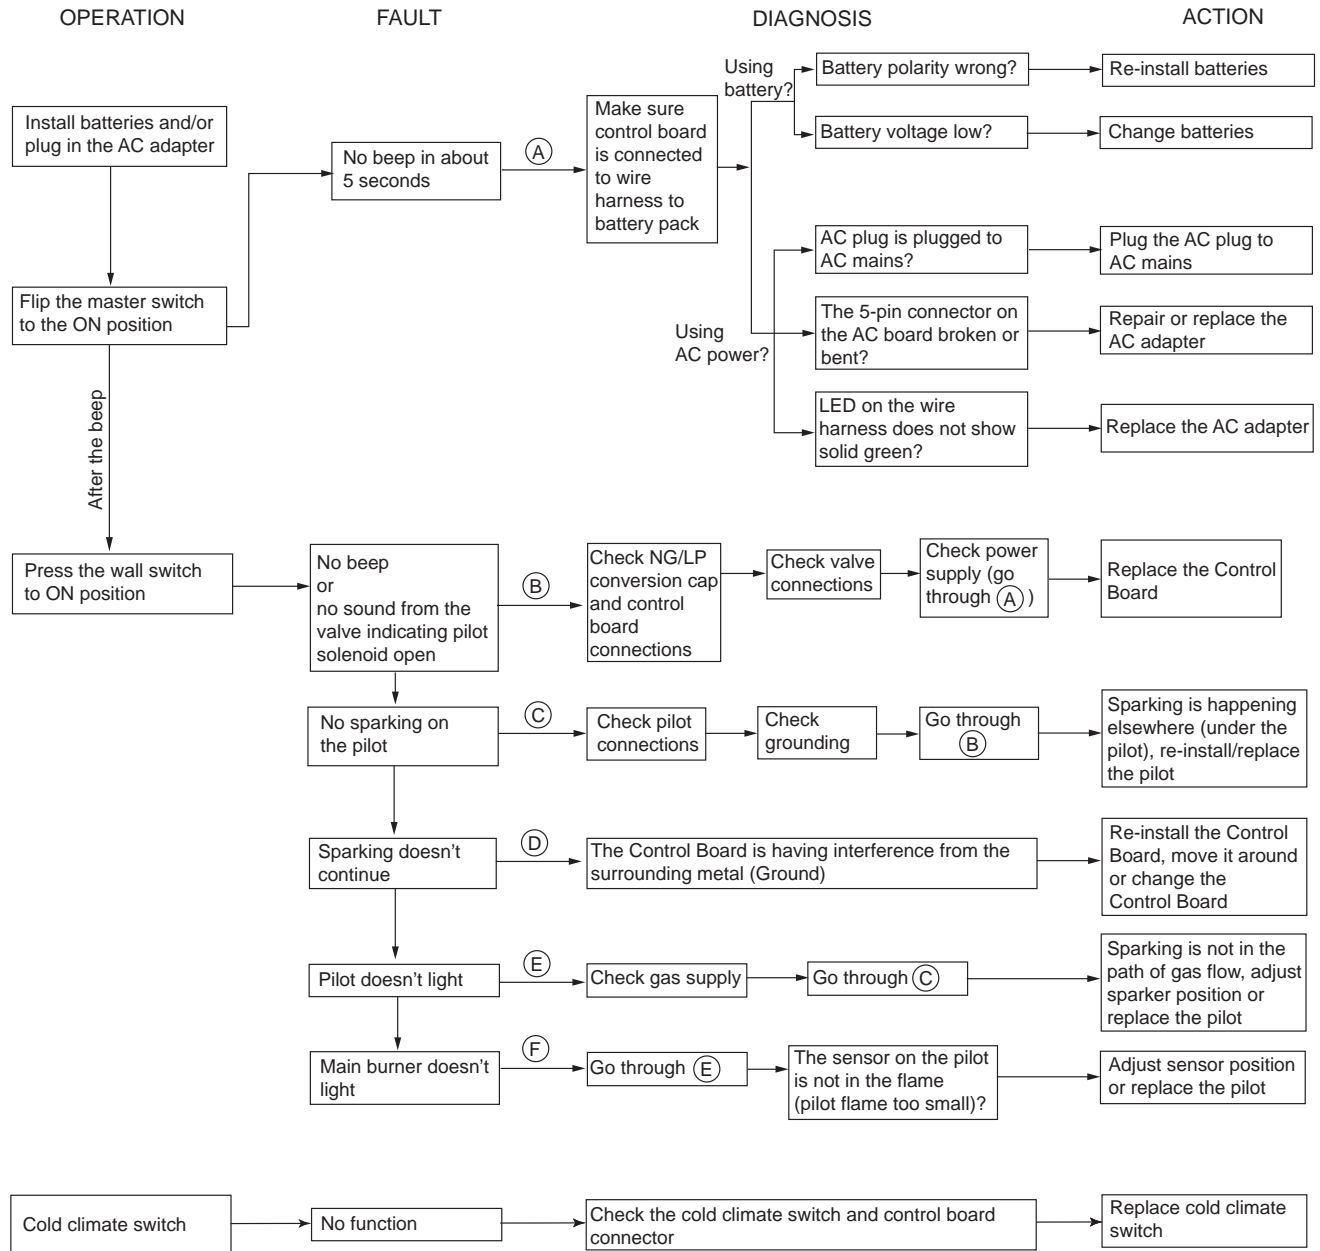 OPERATION
FAULT
DIAGNOSIS
ACTION
Install batteries and/or
plug in the AC adapter
Flip the master switch
to the ON position
After the beep
No beep in about
5 seconds
A
Make sure
control board
is connected
to wire
harness to
battery pack
Using
battery?
Battery polarity wrong?
Re-install batteries
Battery voltage low?
Change batteries
Using
AC power?
AC plug is plugged to
AC mains?
Plug the AC plug to
AC mains
The 5-pin connector on
the AC board broken or
bent?
Repair or replace the
AC adapter
LED on the wire
harness does not show
solid green?
Replace the AC adapter
Press the wall switch
to ON position
No beep
or
no sound from the
valve indicating pilot
solenoid open
B
Check NG/LP
conversion cap
and control
board
connections
Check valve
connections
Check power
supply (go
through A )
Replace the Control
Board
No sparking on
the pilot
C
Check pilot
connections
Check
grounding
Go through
B
Sparking is happening
elsewhere (under the
pilot), re-install/replace
the pilot
Sparking doesn't
continue
D
The Control Board is having interference from the
surrounding metal (Ground)
Re-install the Control
Board, move it around
or change the
Control Board
Pilot doesn't light
E
Check gas supply
Go through C
Sparking is not in the
path of gas flow, adjust
sparker position or
replace the pilot
Main burner doesn't
light
F
Go through E
The sensor on the pilot
is not in the flame
(pilot flame too small)?
Adjust sensor position
or replace the pilot
Cold climate switch
No function
Check the cold climate switch and control board
connector
Replace cold climate
switch